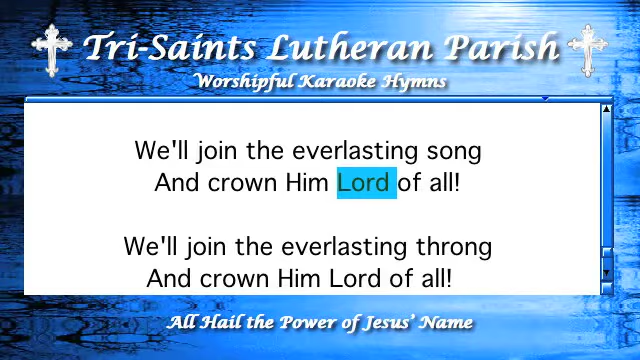 Tri-Saints Lutheran Parish
Worshipful Karaoke Hymns
We'll join the everlasting song
And crown Him Lord of all!
We'll join the everlasting throng
And crown Him Lord of all!
All Hail the Power of Jesus' Name